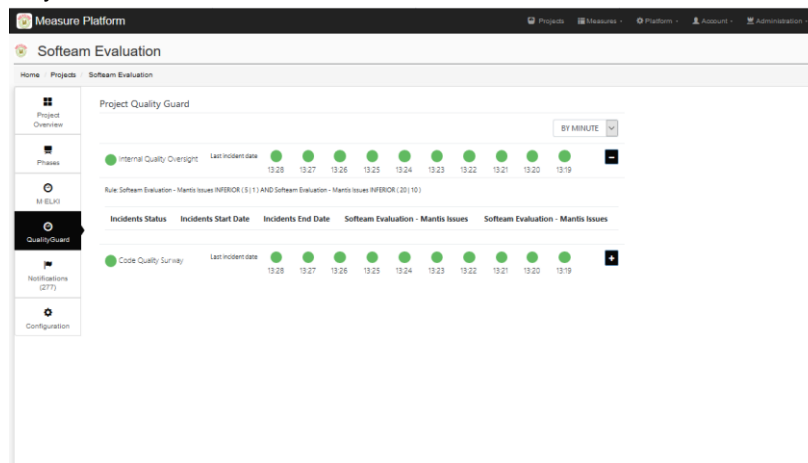 Measure Platform
Projects Measures Platform Account Administration
Softeam Evaluation
Home / Projects / Softeam Evaluation
Project Overview
Phases
M-ELKI
QualityGuard
Notifications (277)
Configuration
Project Quality Guard
BY MINUTE
Internal Quality Oversight Last Incident date
13:28 13:27 13:26 13:25 13:24 13:23 13:22 13:21 13:20 13:19
Rule: Softeam Evaluation - Mantis Issues INFERIOR ( 5 | 1 ) AND Softeam Evaluation - Mantis Issues INFERIOR ( 20 | 10 )
Incidents Status Incidents Start Date Incidents End Date Softeam Evaluation - Mantis Issues Softeam Evaluation - Mantis Issues
Code Quality Survay Last Incident date
13:28 13:27 13:26 13:25 13:24 13:23 13:22 13:21 13:20 13:19